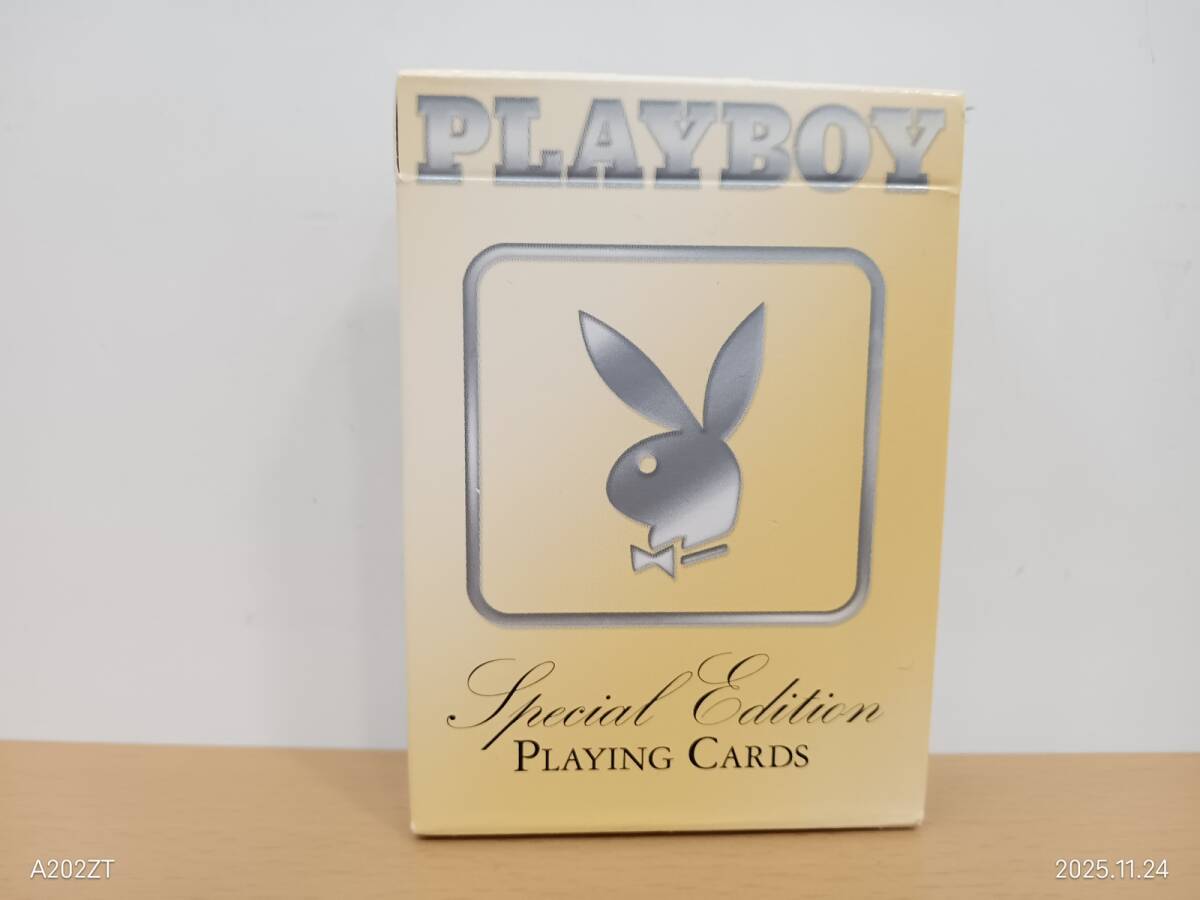 PLAYBOY
Special Edition
PLAYING CARDS
A202ZT
2025.11.24